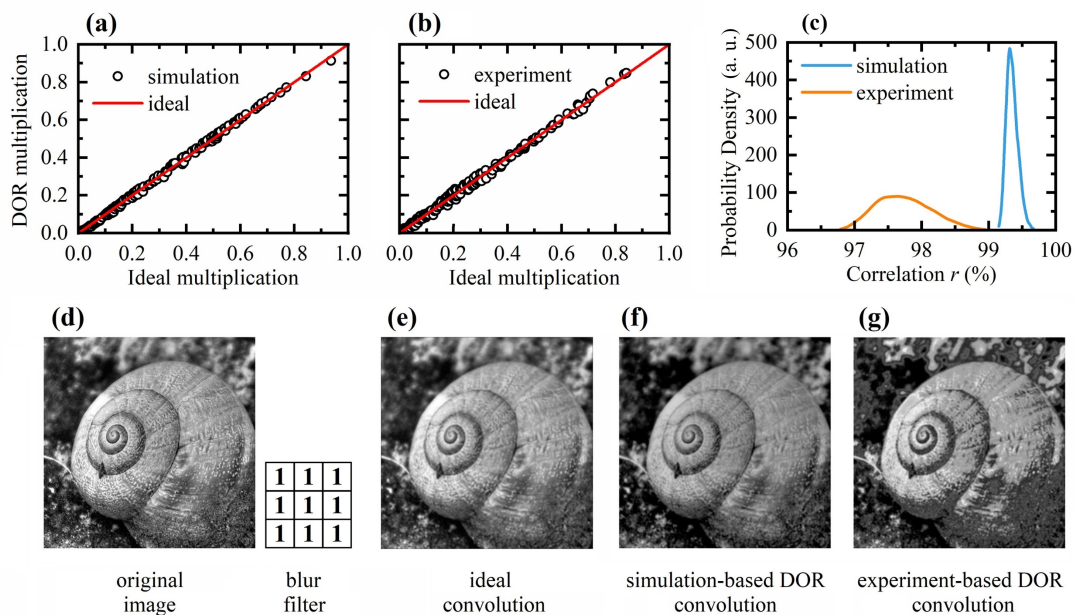 (a)
DOR multiplication
1.0
0.8
0.6
0.4
0.2
0.0
simulation
ideal
0.0 0.2 0.4 0.6 0.8 1.0
Ideal multiplication
(b)
experiment
ideal
0.0 0.2 0.4 0.6 0.8 1.0
Ideal multiplication
(c)
Probability Density (a. u.)
500
400
300
200
100
0
simulation
experiment
96 97 98 99 100
Correlation r (%)
(d)
original
image
1 1 1
1 1 1
1 1 1
blur
filter
(e)
ideal
convolution
(f)
simulation-based DOR
convolution
(g)
experiment-based DOR
convolution